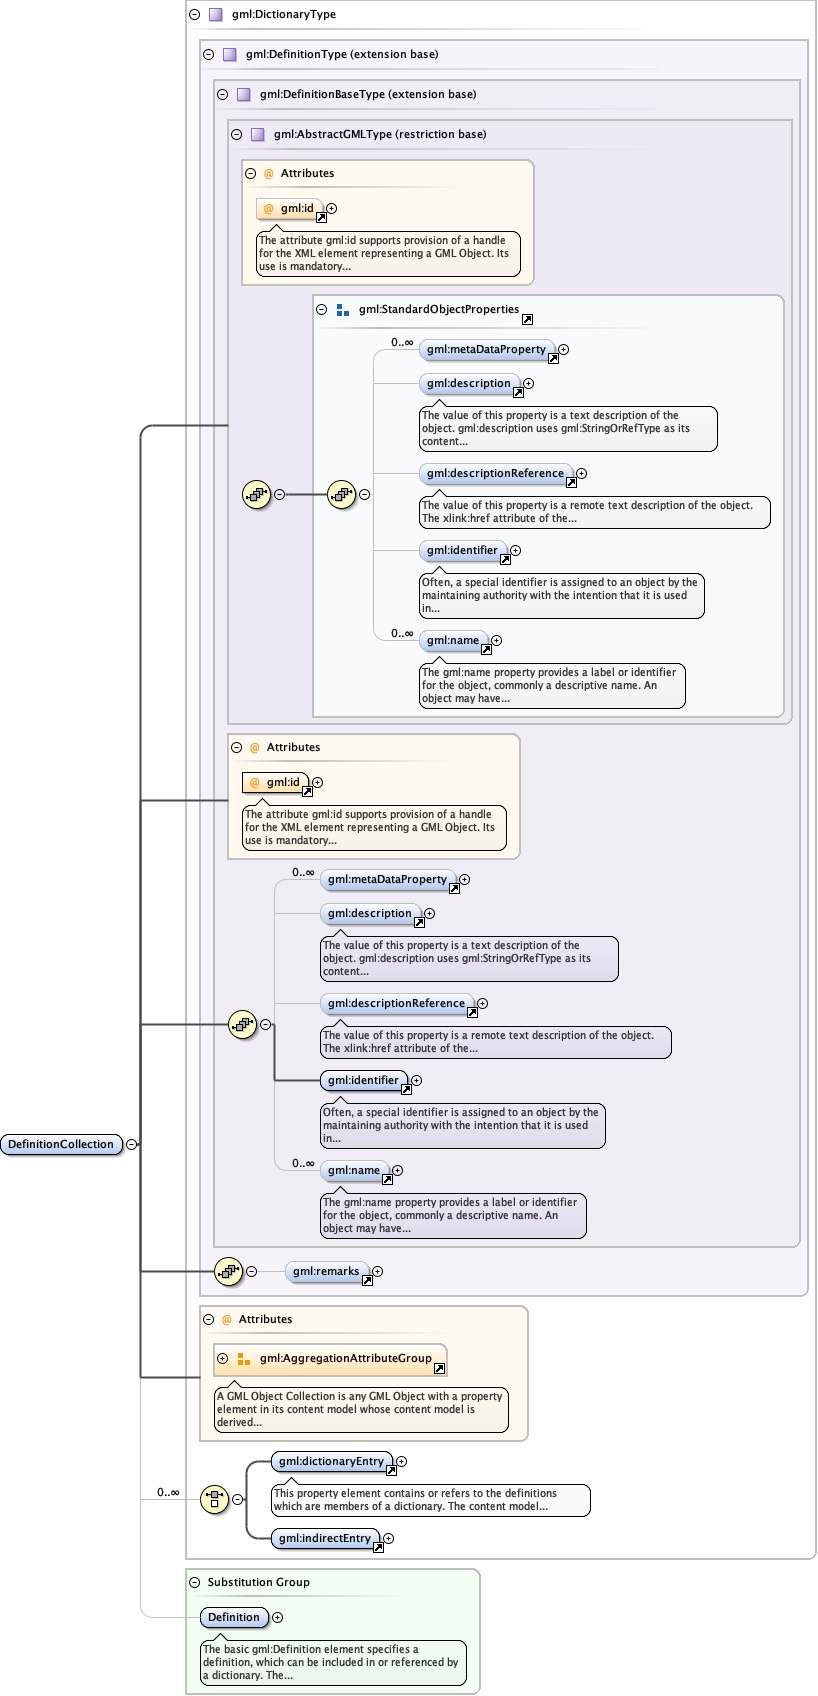 gml:DictionaryType
gml:DefinitionType (extension base)
gml:DefinitionBaseType (extension base)
gml:AbstractGMLType (restriction base)
@ Attributes
@ gml:id
The attribute gml:id supports provision of a handle
for the XML element representing a GML Object. Its
use is mandatory...
gml:StandardObjectProperties
0..∞
gml:metaDataProperty
gml:description
The value of this property is a text description of the
object. gml:description uses gml:StringOrRefType as its
content...
gml:descriptionReference
The value of this property is a remote text description of the object.
The xlink:href attribute of the...
gml:identifier
Often, a special identifier is assigned to an object by the
maintaining authority with the intention that it is used
in...
0..∞
gml:name
The gml:name property provides a label or identifier
for the object, commonly a descriptive name. An
object may have...
@ Attributes
@ gml:id
The attribute gml:id supports provision of a handle
for the XML element representing a GML Object. Its
use is mandatory...
0..∞
gml:metaDataProperty
gml:description
The value of this property is a text description of the
object. gml:description uses gml:StringOrRefType as its
content...
gml:descriptionReference
The value of this property is a remote text description of the object.
The xlink:href attribute of the...
gml:identifier
Often, a special identifier is assigned to an object by the
maintaining authority with the intention that it is used
in...
DefinitionCollection
0..∞
gml:name
The gml:name property provides a label or identifier
for the object, commonly a descriptive name. An
object may have...
gml:remarks
@ Attributes
gml:AggregationAttributeGroup
A GML Object Collection is any GML Object with a property
element in its content model whose content model is
derived...
gml:dictionaryEntry
0..∞
This property element contains or refers to the definitions
which are members of a dictionary. The content model...
gml:indirectEntry
Substitution Group
Definition
The basic gml:Definition element specifies a
definition, which can be included in or referenced by
a dictionary. The...